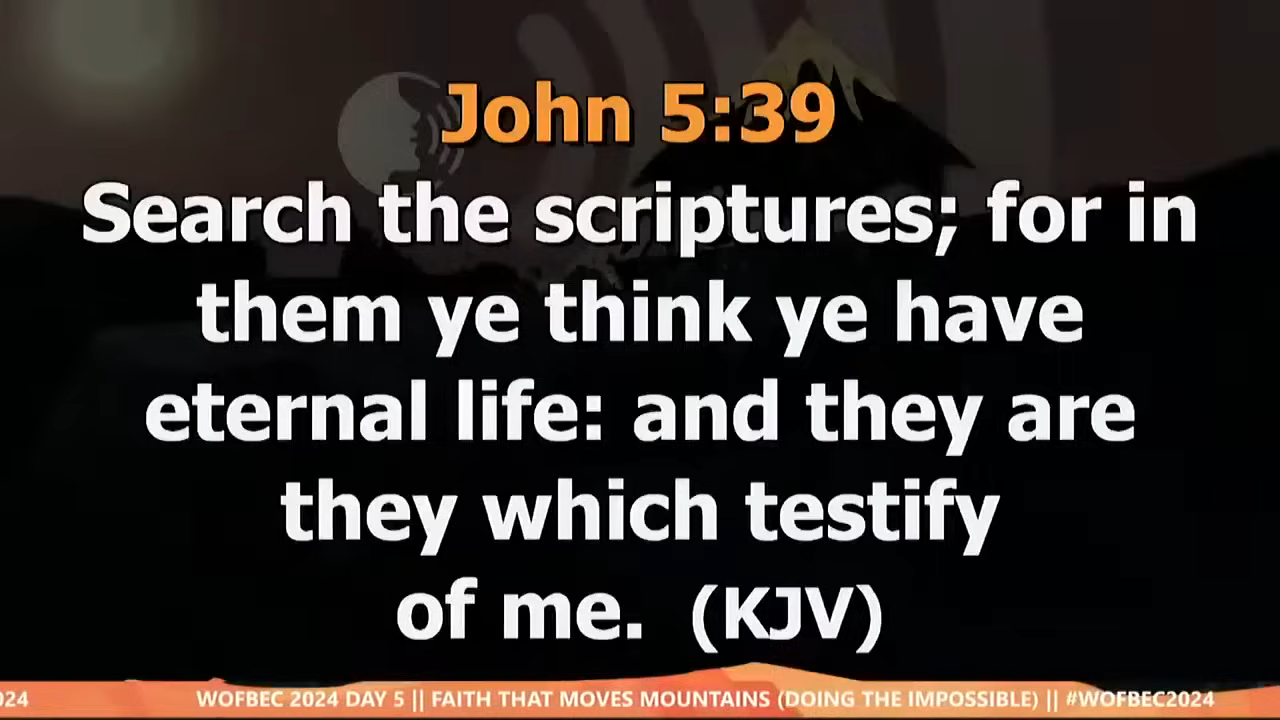 John 5:39
Search the scriptures; for in
them ye think ye have
eternal life: and they are
they which testify
of me. (KJV)
024 WOFBEC 2024 DAY 5 || FAITH THAT MOVES MOUNTAINS (DOING THE IMPOSSIBLE) || #WOFBEC2024